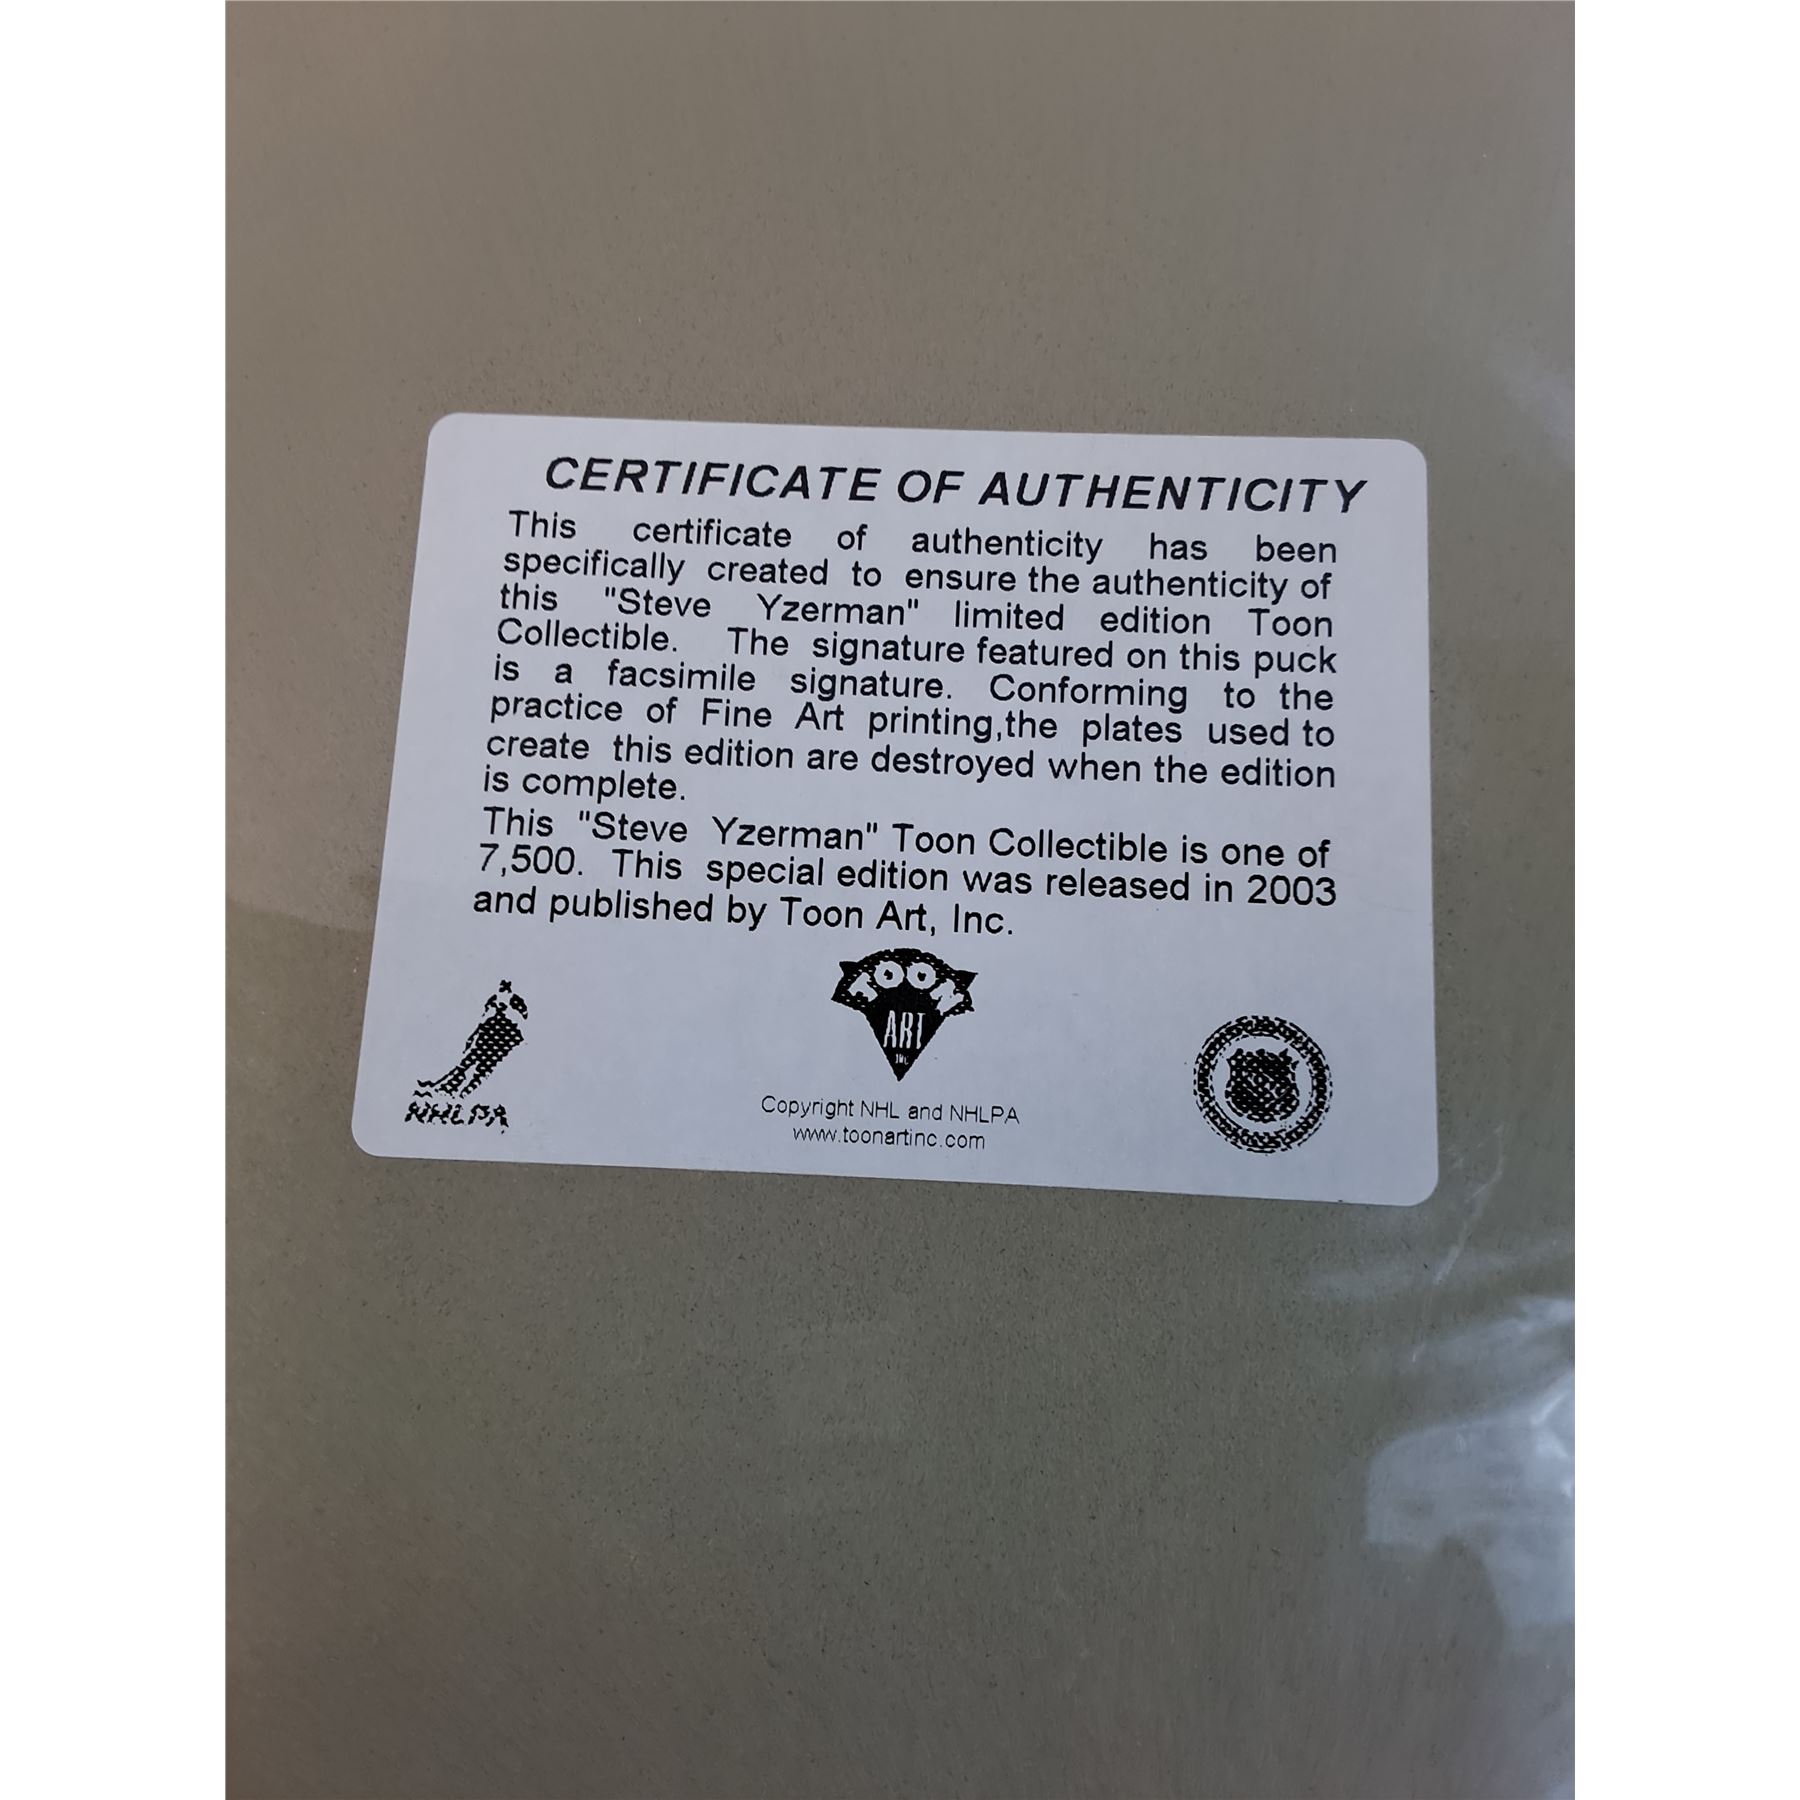 CERTIFICATE OF AUTHENTICITY
This certificate of authenticity has been
specifically created to ensure the authenticity of
this "Steve Yzerman" limited edition Toon
Collectible. The signature featured on this puck
is a facsimile signature. Conforming to the
practice of Fine Art printing,the plates used to
create this edition are destroyed when the edition
is complete.
This "Steve Yzerman" Toon Collectible is one of
7,500. This special edition was released in 2003
and published by Toon Art, Inc.
ART
INC
NHLPA
Copyright NHL and NHLPA
www.toonartinc.com